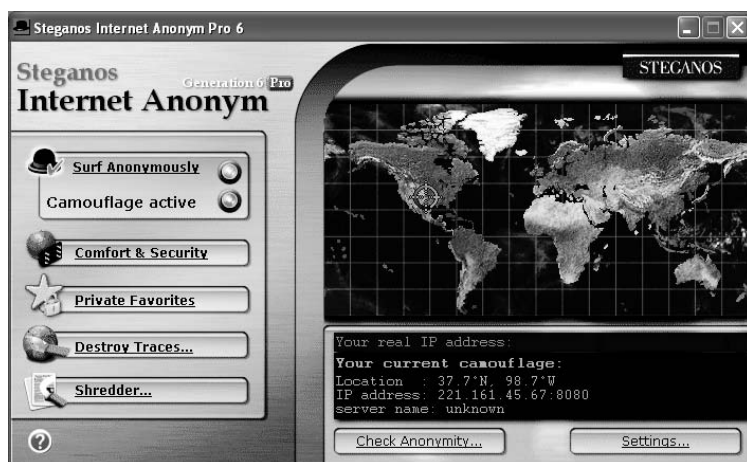 Steganos Internet Anonym Pro 6
Steganos
Generation 6 Pro
Internet Anonym
STEGANOS
Surf Anonymously
Camouflage active
Comfort & Security
Private Favorites
Destroy Traces...
Shredder...
?
Your real IP address:
Your current camouflage:
Location : 37.7°N, 98.7°W
IP address: 221.161.45.67:8080
server name: unknown
Check Anonymity...
Settings...